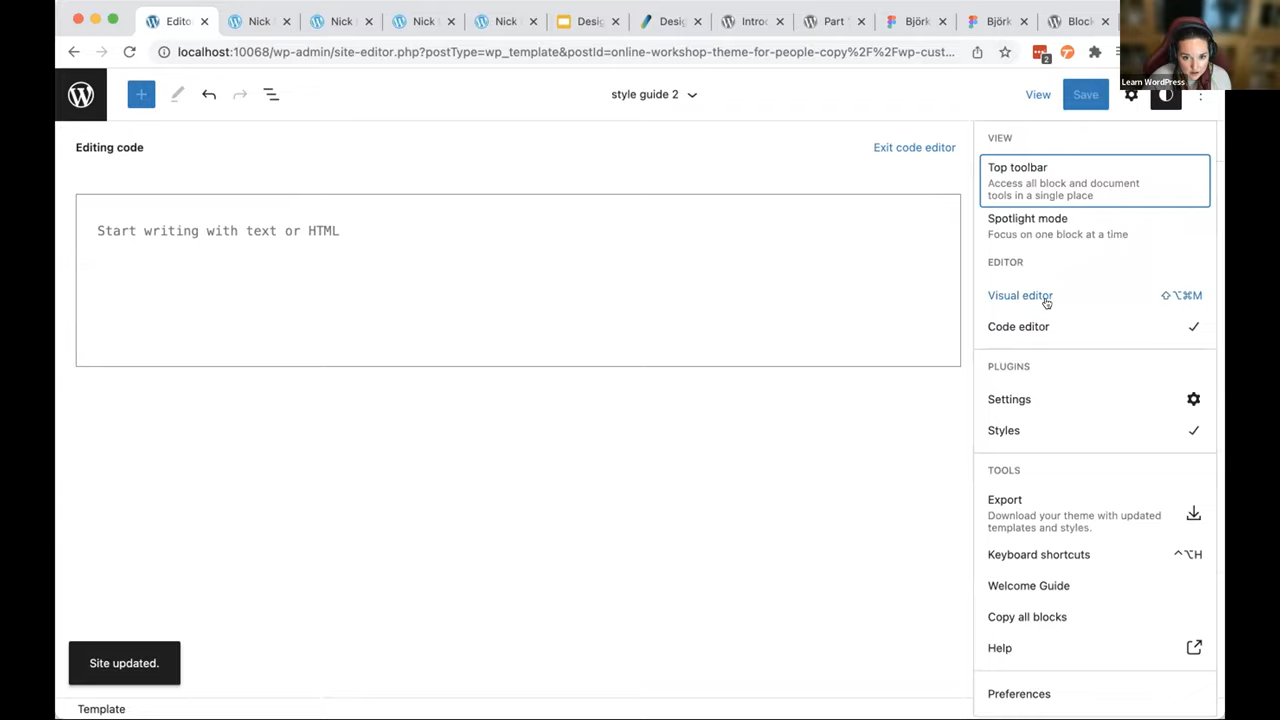 Edito
Nick
Nick
Nick
Nick
Desig
Desig
Introd
Part
Björk
Björk
Block
localhost:10068/wp-admin/site-editor.php?postType=wp_template&postId=online-workshop-theme-for-people-copy%2F%2Fwp-cust...
2
Learn WordPress
style guide 2
View
Save
Editing code
Exit code editor
Start writing with text or HTML
VIEW
Top toolbar
Access all block and document
tools in a single place
Spotlight mode
Focus on one block at a time
EDITOR
Visual editor ⇧⌥⌘M
Code editor
PLUGINS
Settings
Styles
TOOLS
Export
Download your theme with updated
templates and styles.
Keyboard shortcuts ^⌥H
Welcome Guide
Copy all blocks
Help
Preferences
Site updated.
Template